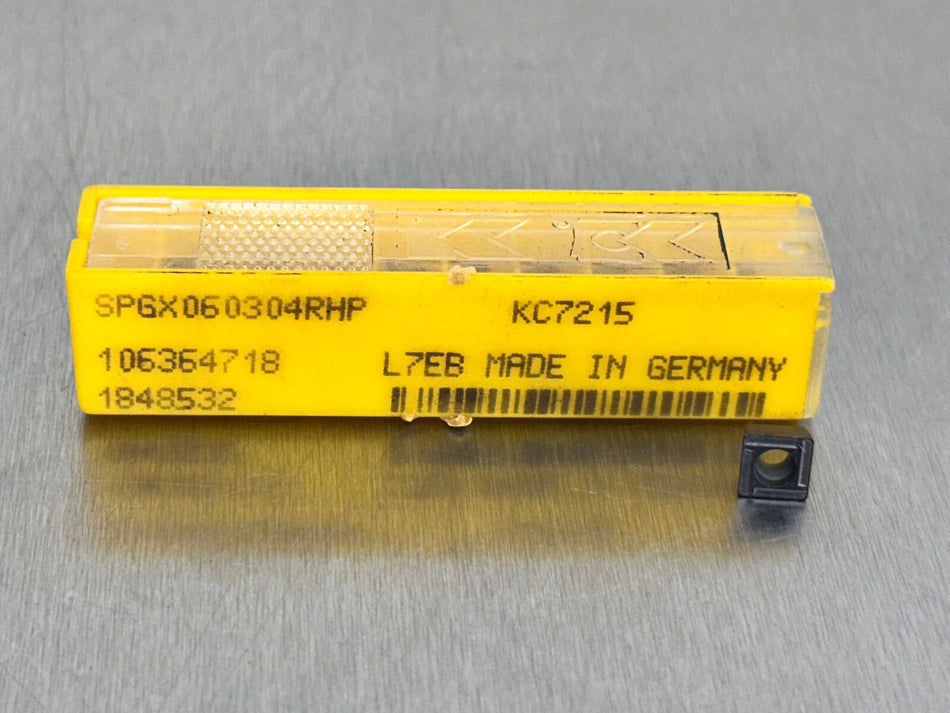 SPGX060304RHP KC7215
106364718 L7EB MADE IN GERMANY
1848532